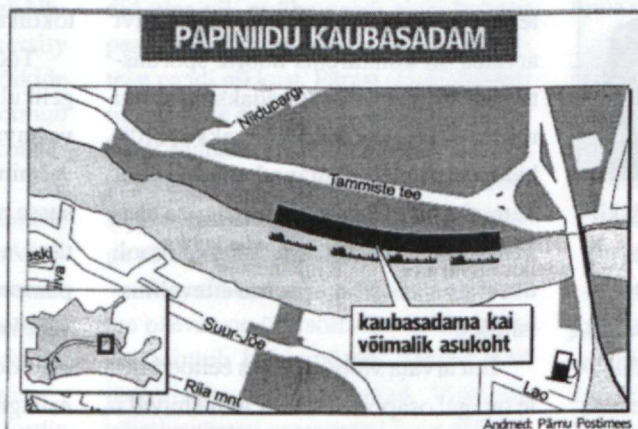 PAPINIIDU KAUBASADAM
Niidupargi
Tammiste tee
Suur-Jõe
Riia mnt
kaubasadama kai
võimalik asukoht
Lao
Andmed: Pärnu Postimees